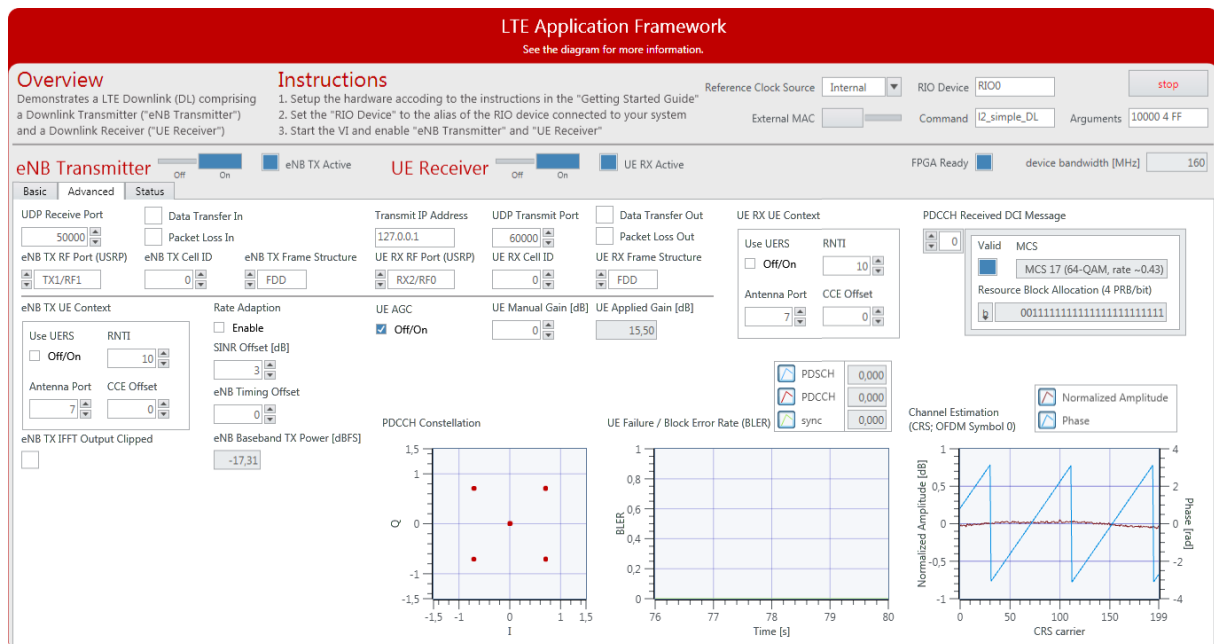 LTE Application Framework
See the diagram for more information.
Overview
Demonstrates a LTE Downlink (DL) comprising
a Downlink Transmitter ("eNB Transmitter")
and a Downlink Receiver ("UE Receiver")
Instructions
1. Setup the hardware accoding to the instructions in the "Getting Started Guide"
2. Set the "RIO Device" to the alias of the RIO device connected to your system
3. Start the VI and enable "eNB Transmitter" and "UE Receiver"
Reference Clock Source Internal RIO Device RIO0 stop
External MAC Command l2_simple_DL Arguments 10000 4 FF
eNB Transmitter Off On eNB TX Active UE Receiver Off On UE RX Active FPGA Ready device bandwidth [MHz] 160
Basic Advanced Status
UDP Receive Port Data Transfer In Transmit IP Address UDP Transmit Port Data Transfer Out UE RX UE Context PDCCH Received DCI Message
50000 Packet Loss In 127.0.0.1 60000 Packet Loss Out Use UERS RNTI 0 Valid MCS
eNB TX RF Port (USRP) eNB TX Cell ID eNB TX Frame Structure UE RX RF Port (USRP) UE RX Cell ID UE RX Frame Structure Off/On 10 MCS 17 (64-QAM, rate ~0.43)
TX1/RF1 0 FDD RX2/RF0 0 FDD Antenna Port CCE Offset Resource Block Allocation (4 PRB/bit)
7 0 b 0011111111111111111111111
eNB TX UE Context Rate Adaption UE AGC UE Manual Gain [dB] UE Applied Gain [dB]
Use UERS RNTI Enable Off/On 0 15,50
Off/On 10 SINR Offset [dB]
3
Antenna Port CCE Offset eNB Timing Offset
7 0 0
eNB TX IFFT Output Clipped eNB Baseband TX Power [dBFS]
-17,31
PDCCH Constellation
1,5
1
0
-1
-1,5
Q
-1,5 -1 0 1 1,5
I
PDSCH 0,000
PDCCH 0,000
sync 0,000
UE Failure / Block Error Rate (BLER)
1
0,8
0,6
0,4
0,2
0
BLER
76 77 78 79 80
Time [s]
Normalized Amplitude
Phase
Channel Estimation
(CRS; OFDM Symbol 0)
1 4
0,5 2
0 0
-0,5 -2
-1 -4
Normalized Amplitude [dB]
Phase [rad]
0 50 100 150 199
CRS carrier